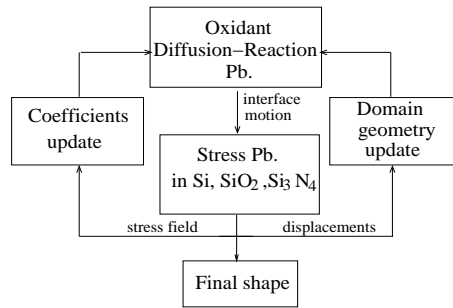 Oxidant
Diffusion−Reaction
Pb.
interface
motion
Coefficients
update
Domain
geometry
update
Stress Pb.
in Si, SiO2 ,Si3 N4
stress field
displacements
Final shape